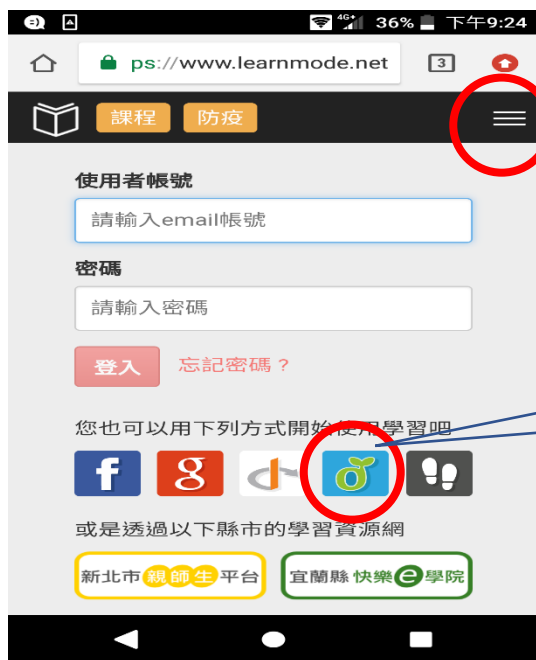 4G+ 36% 下午9:24
ps://www.learnmode.net 3
課程 防疫
使用者帳號
請輸入email帳號
密碼
請輸入密碼
登入 忘記密碼？
您也可以用下列方式開始使用學習吧
f 8
或是透過以下縣市的學習資源網
新北市親師生平台 宜蘭縣快樂e學院